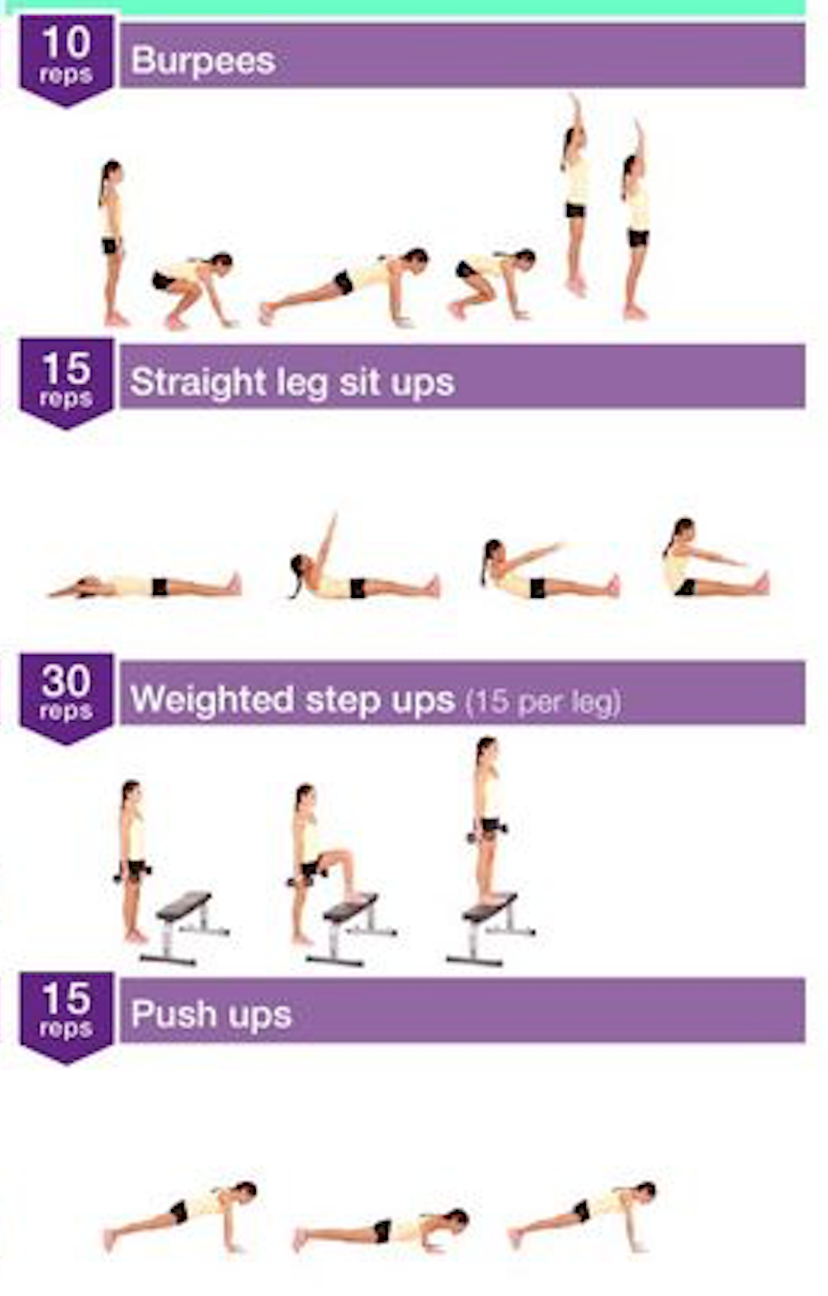 10
reps
Burpees
15
reps
Straight leg sit ups
30
reps
Weighted step ups (15 per leg)
15
reps
Push ups